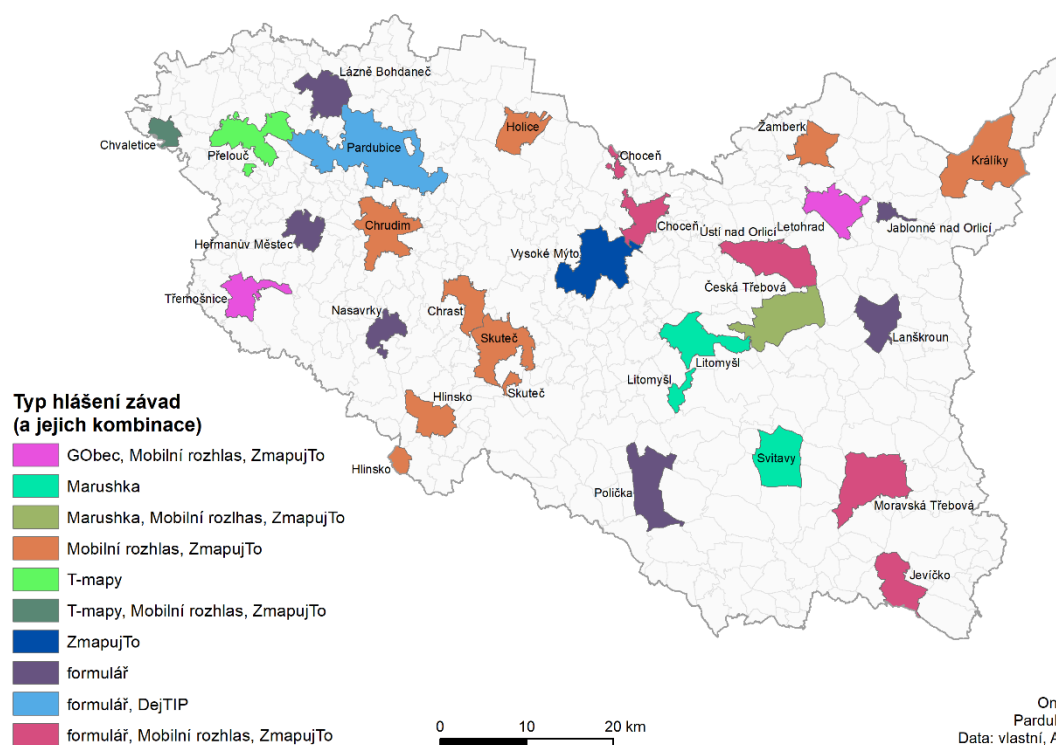 Lázně Bohdaneč
Chvaletice
Přelouč
Pardubice
Holice
Choceň
Žamberk
Králíky
Choceň
Letohrad
Jablonné nad Orlicí
Heřmanův Městec
Chrudim
Vysoké Mýto
Ústí nad Orlicí
Třemošnice
Nasavrky
Chrast
Skuteč
Česká Třebová
Lanškroun
Litomyšl
Litomyšl
Skuteč
Hlinsko
Hlinsko
Polička
Svitavy
Moravská Třebová
Jevíčko
Typ hlášení závad
(a jejich kombinace)
GObec, Mobilní rozhlas, ZmapujTo
Marushka
Marushka, Mobilní rozlhas, ZmapujTo
Mobilní rozhlas, ZmapujTo
T-mapy
T-mapy, Mobilní rozhlas, ZmapujTo
ZmapujTo
formulář
formulář, DejTIP
formulář, Mobilní rozhlas, ZmapujTo
0 10 20 km
On
Pardul
Data: vlastní, A